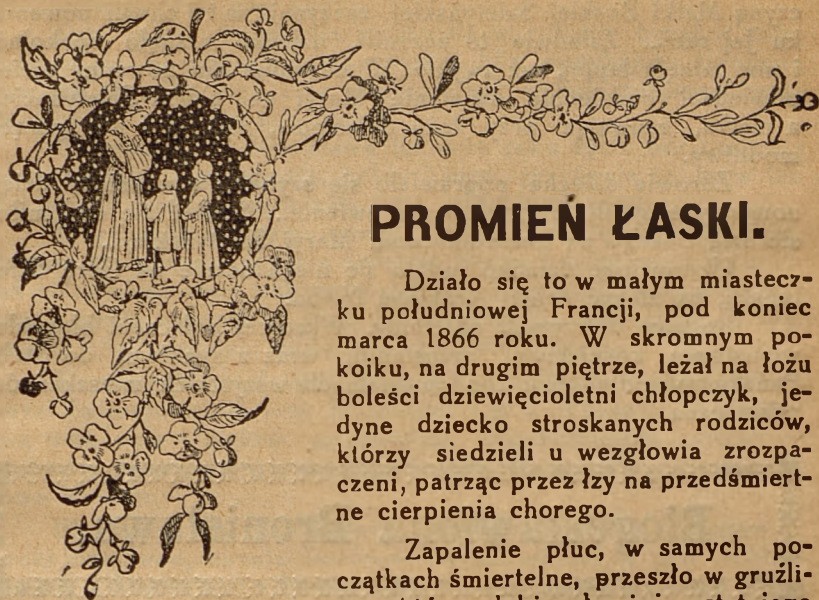 PROMIEŃ ŁASKI.
Działo się to w małym miastecz-
ku południowej Francji, pod koniec
marca 1866 roku. W skromnym po-
koiku, na drugim piętrze, leżał na łożu
boleści dziewięcioletni chłopczyk, je-
dyne dziecko stroskanych rodziców,
którzy siedzieli u wezgłowia zrozpa-
czeni, patrząc przez łzy na przedśmiert-
ne cierpienia chorego.
Zapalenie płuc, w samych po-
czątkach śmiertelne, przeszło w gruźli-